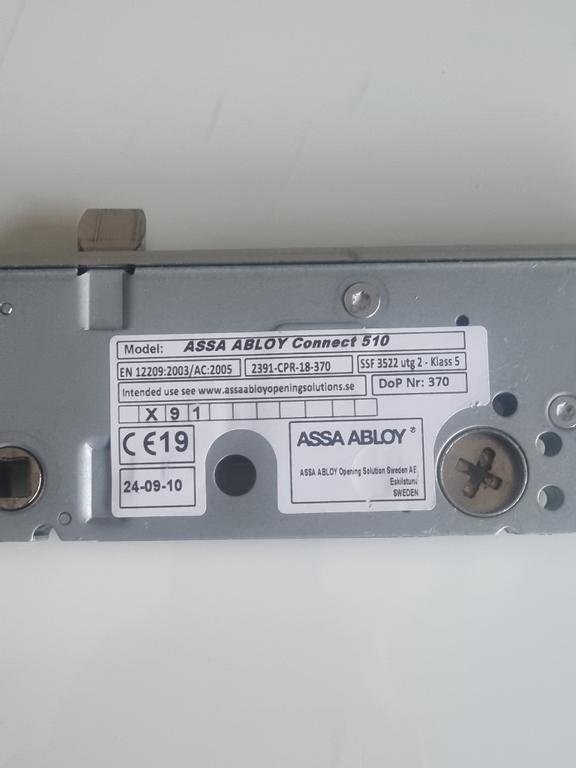 Model: ASSA ABLOY Connect 510
EN 12209:2003/AC:2005 2391-CPR-18-370 SSF 3522 utg 2 - Klass 5
Intended use see www.assaabloyopeningsolutions.se DoP Nr: 370
X 9 1
CE19
ASSA ABLOY®
24-09-10
ASSA ABLOY Opening Solution Sweden AB
Eskilstuna
SWEDEN